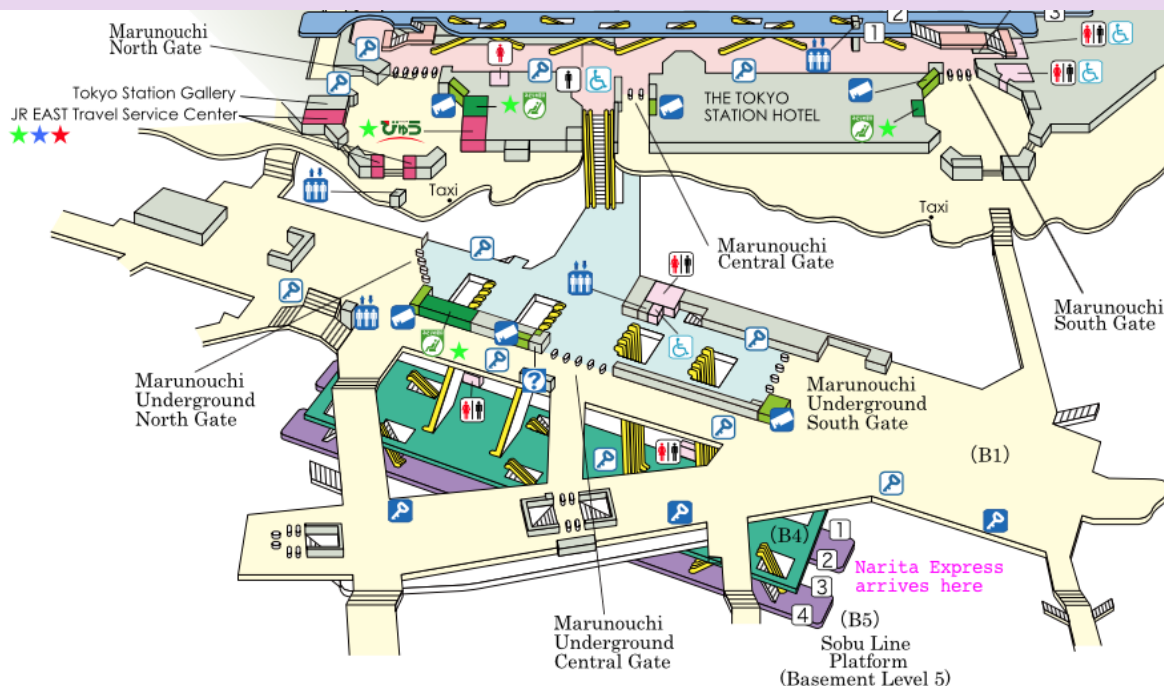 2
3
1
Marunouchi
North Gate
Tokyo Station Gallery
JR EAST Travel Service Center
びゅう
THE TOKYO
STATION HOTEL
Taxi
Taxi
Marunouchi
Central Gate
Marunouchi
South Gate
Marunouchi
Underground
North Gate
?
Marunouchi
Underground
South Gate
(B1)
(B4)
1
2
3
4
Narita Express
arrives here
(B5)
Sobu Line
Platform
(Basement Level 5)
Marunouchi
Underground
Central Gate